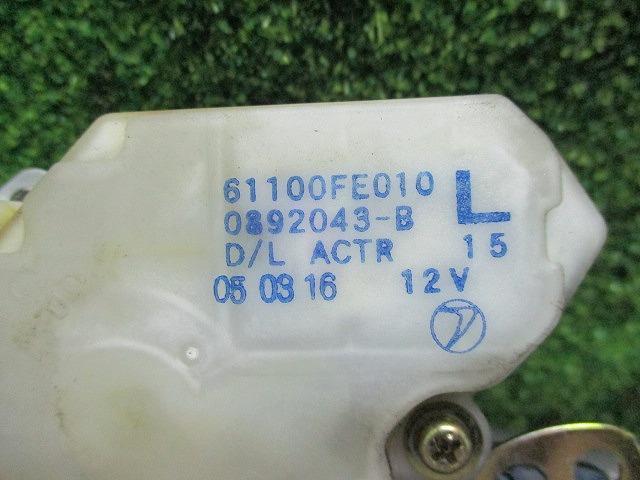 61100FE010 L
0892043-B
D/L ACTR 15
05 03 16 12V